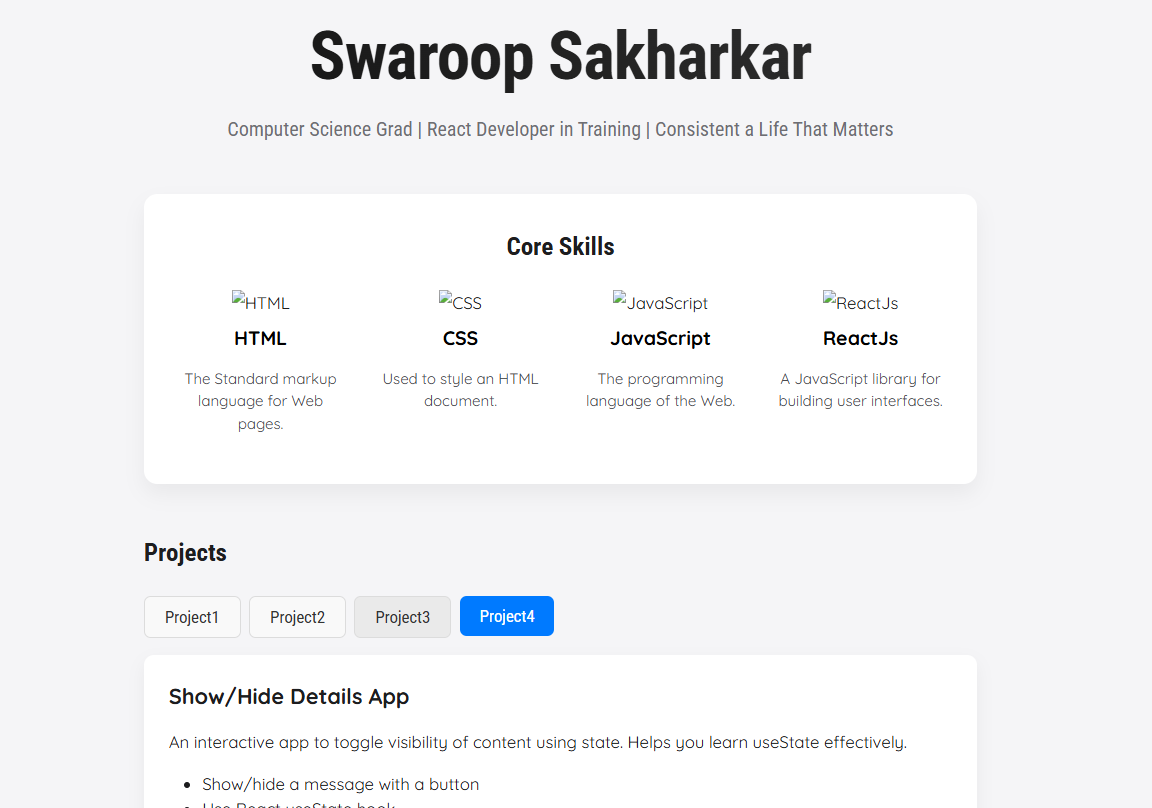 Swaroop Sakharkar
Computer Science Grad | React Developer in Training | Consistent a Life That Matters
Core Skills
HTML CSS JavaScript ReactJs
HTML CSS JavaScript ReactJs
The Standard markup language for Web pages.
Used to style an HTML document.
The programming language of the Web.
A JavaScript library for building user interfaces.
Projects
Project1 Project2 Project3 Project4
Show/Hide Details App
An interactive app to toggle visibility of content using state. Helps you learn useState effectively.
• Show/hide a message with a button
• Use React useState hook